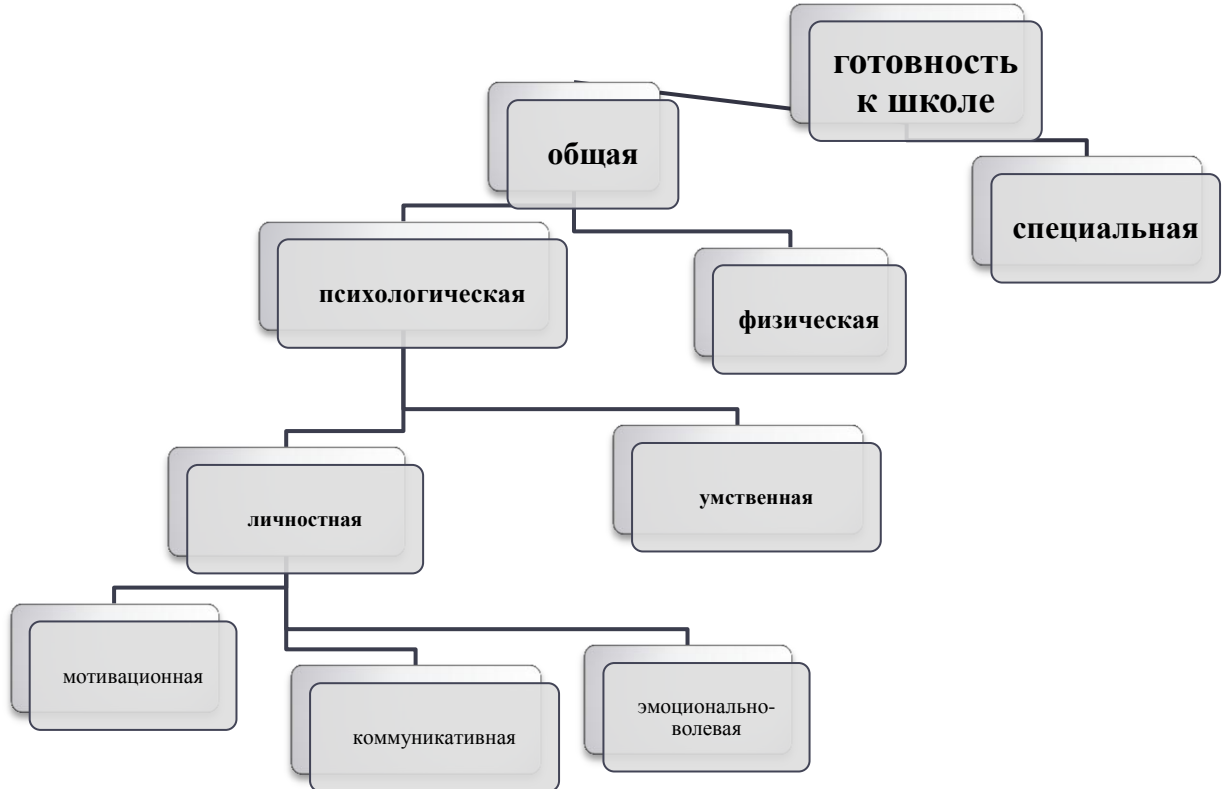 готовность
к школе
общая
специальная
психологическая
физическая
личностная
умственная
мотивационная
коммуникативная
эмоционально-
волевая